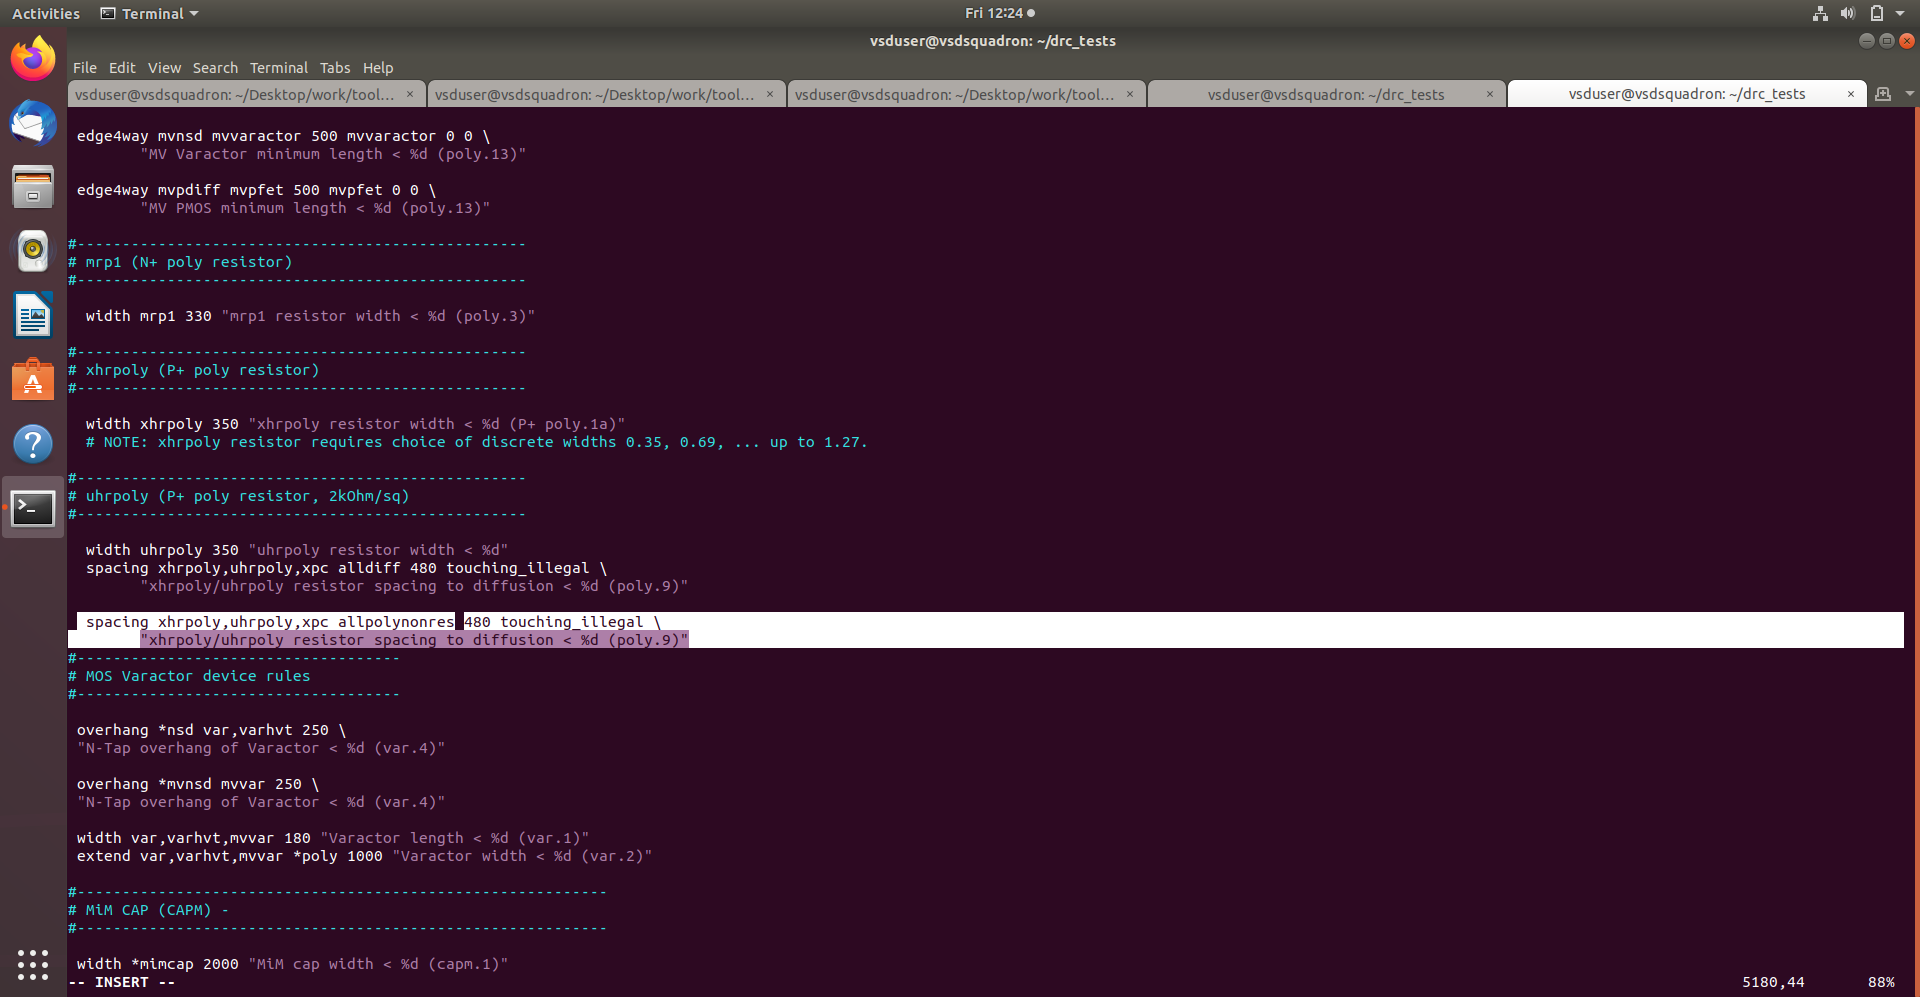 Activities Terminal Fri 12:24
vsduser@vsdsquadron: ~/drc_tests
File Edit View Search Terminal Tabs Help
vsduser@vsdsquadron: ~/Desktop/work/tool... × vsduser@vsdsquadron: ~/Desktop/work/tool... × vsduser@vsdsquadron: ~/Desktop/work/tool... × vsduser@vsdsquadron: ~/drc_tests × vsduser@vsdsquadron: ~/drc_tests ×
edge4way mvnsd mvvaractor 500 mvvaractor 0 0 \
"MV Varactor minimum length < %d (poly.13)"
edge4way mvpdiff mvpfet 500 mvpfet 0 0 \
"MV PMOS minimum length < %d (poly.13)"
#--------------------------------------------------
# mrp1 (N+ poly resistor)
#--------------------------------------------------
width mrp1 330 "mrp1 resistor width < %d (poly.3)"
#--------------------------------------------------
# xhrpoly (P+ poly resistor)
#--------------------------------------------------
width xhrpoly 350 "xhrpoly resistor width < %d (P+ poly.1a)"
# NOTE: xhrpoly resistor requires choice of discrete widths 0.35, 0.69, ... up to 1.27.
#--------------------------------------------------
# uhrpoly (P+ poly resistor, 2kOhm/sq)
#--------------------------------------------------
width uhrpoly 350 "uhrpoly resistor width < %d"
spacing xhrpoly,uhrpoly,xpc alldiff 480 touching_illegal \
"xhrpoly/uhrpoly resistor spacing to diffusion < %d (poly.9)"
spacing xhrpoly,uhrpoly,xpc allpolynonres 480 touching_illegal \
"xhrpoly/uhrpoly resistor spacing to diffusion < %d (poly.9)"
#------------------------------------
# MOS Varactor device rules
#------------------------------------
overhang *nsd var,varhvt 250 \
"N-Tap overhang of Varactor < %d (var.4)"
overhang *mvnsd mvvar 250 \
"N-Tap overhang of Varactor < %d (var.4)"
width var,varhvt,mvvar 180 "Varactor length < %d (var.1)"
extend var,varhvt,mvvar *poly 1000 "Varactor width < %d (var.2)"
#-----------------------------------------------------------
# MiM CAP (CAPM) -
#-----------------------------------------------------------
width *mimcap 2000 "MiM cap width < %d (capm.1)"
-- INSERT -- 5180,44 88%